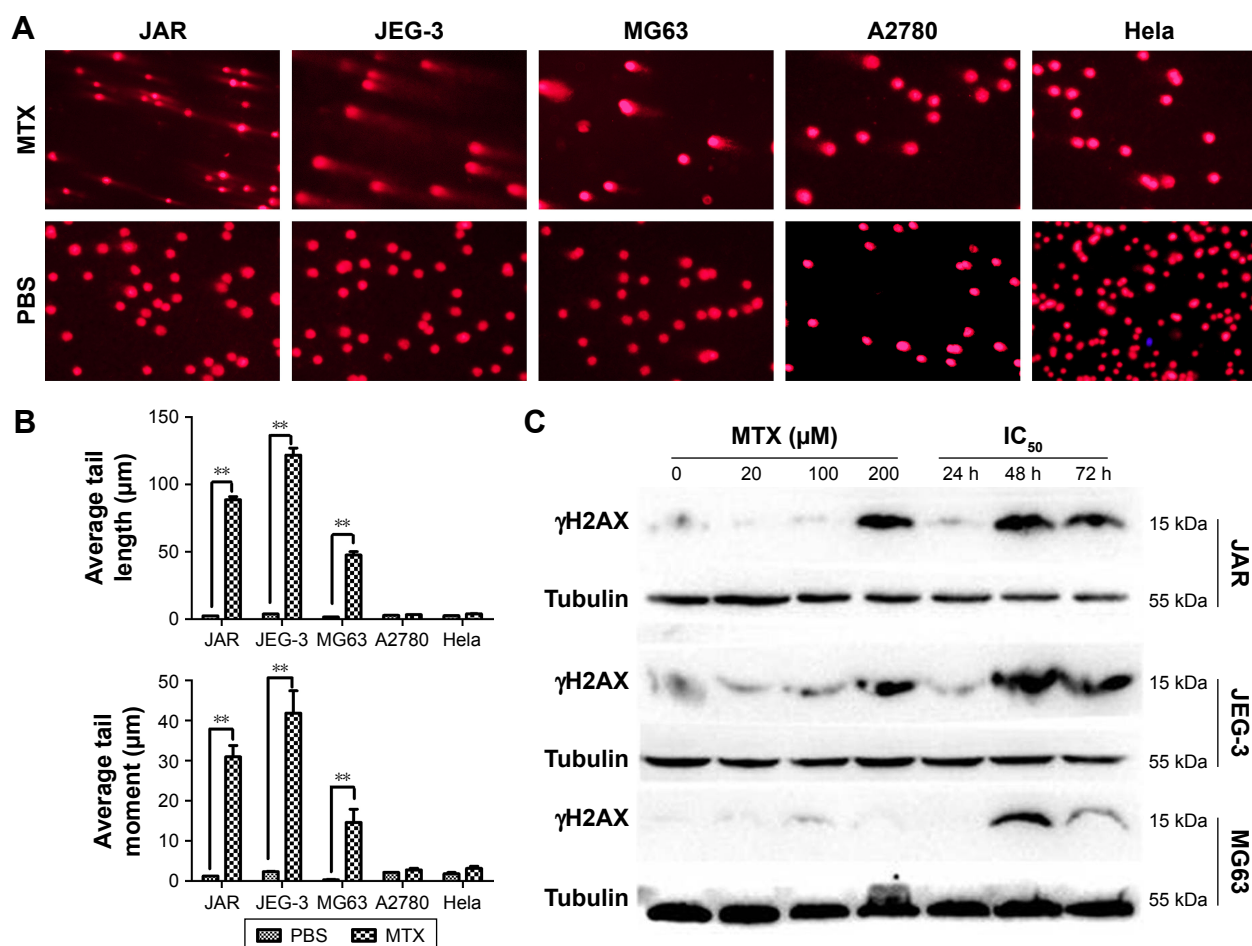 A
JAR JEG-3 MG63 A2780 Hela
MTX
PBS
B
150
100
50
0
Average tail
length (μm)
** ** **
JAR JEG-3 MG63 A2780 Hela
50
40
30
20
10
0
Average tail
moment (μm)
** ** **
JAR JEG-3 MG63 A2780 Hela
PBS MTX
C
MTX (μM) IC50
0 20 100 200 24 h 48 h 72 h
γH2AX 15 kDa
Tubulin 55 kDa
JAR
γH2AX 15 kDa
Tubulin 55 kDa
JEG-3
γH2AX 15 kDa
Tubulin 55 kDa
MG63